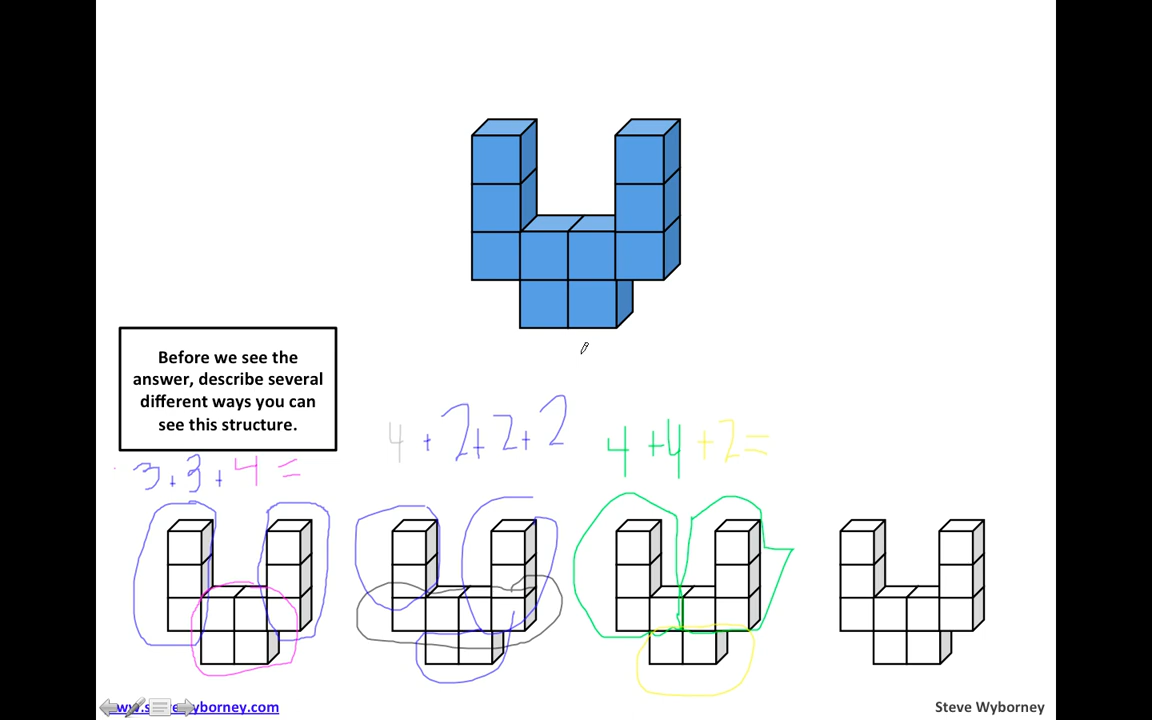 Before we see the
answer, describe several
different ways you can
see this structure.
3+3+4=
4+2+2+2
4+4+2=
Steve Wyborney